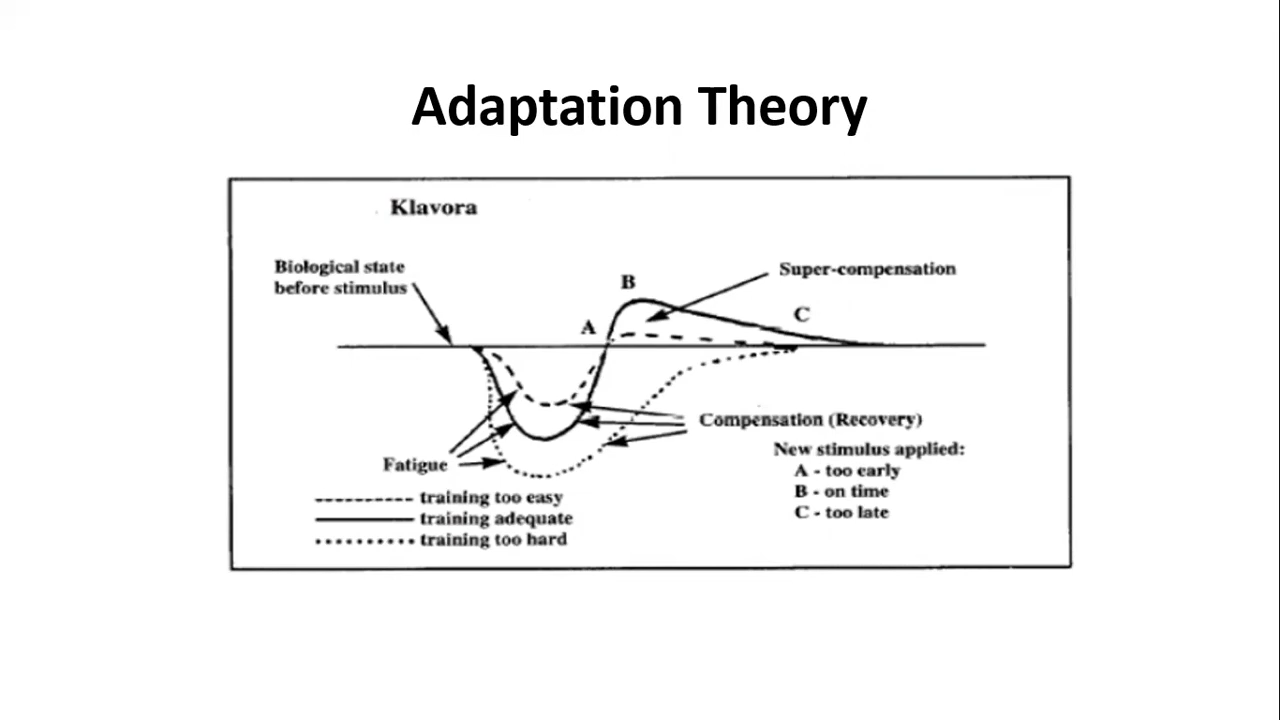 Adaptation Theory
Klavora
Biological state
before stimulus
B
Super-compensation
A
C
Compensation (Recovery)
Fatigue
New stimulus applied:
A - too early
B - on time
C - too late
training too easy
training adequate
training too hard